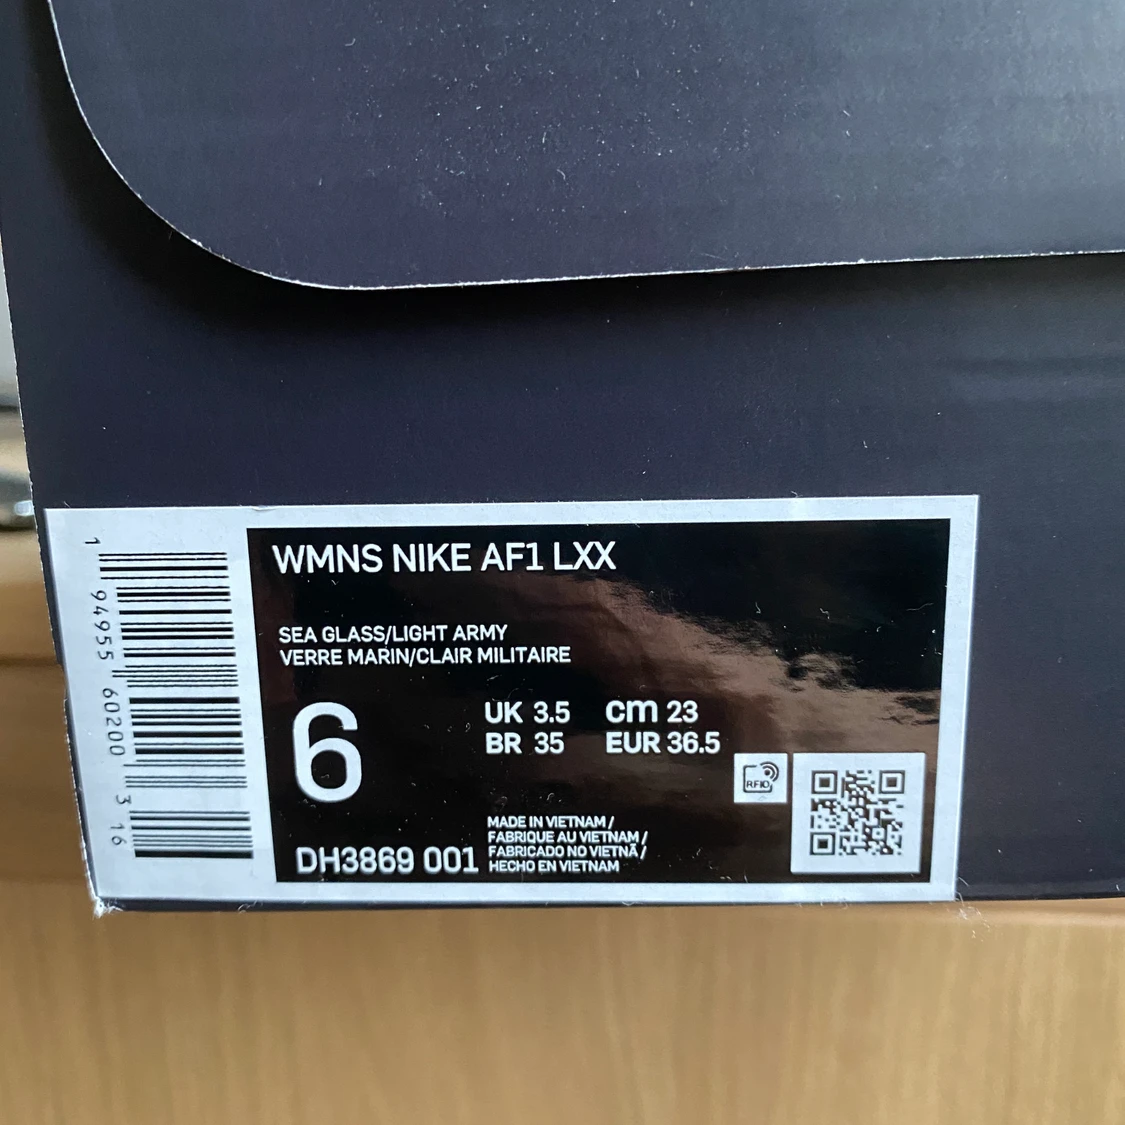 WMNS NIKE AF1 LXX
SEA GLASS/LIGHT ARMY
VERRE MARIN/CLAIR MILITAIRE
6
UK 3.5 cm 23
BR 35 EUR 36.5
RFID
MADE IN VIETNAM /
FABRIQUE AU VIETNAM /
FABRICADO NO VIETNÃ /
HECHO EN VIETNAM
DH3869 001
1 94955 60200 3 16